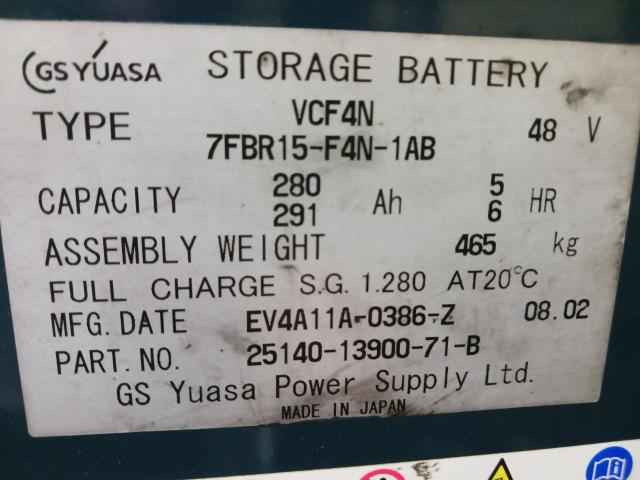 GS YUASA STORAGE BATTERY
TYPE VCF4N 48 V
7FBR15-F4N-1AB
CAPACITY 280 Ah 5 HR
291 6
ASSEMBLY WEIGHT 465 kg
FULL CHARGE S.G. 1.280 AT20°C
MFG. DATE EV4A11A-0386-Z 08.02
PART. NO. 25140-13900-71-B
GS Yuasa Power Supply Ltd.
MADE IN JAPAN